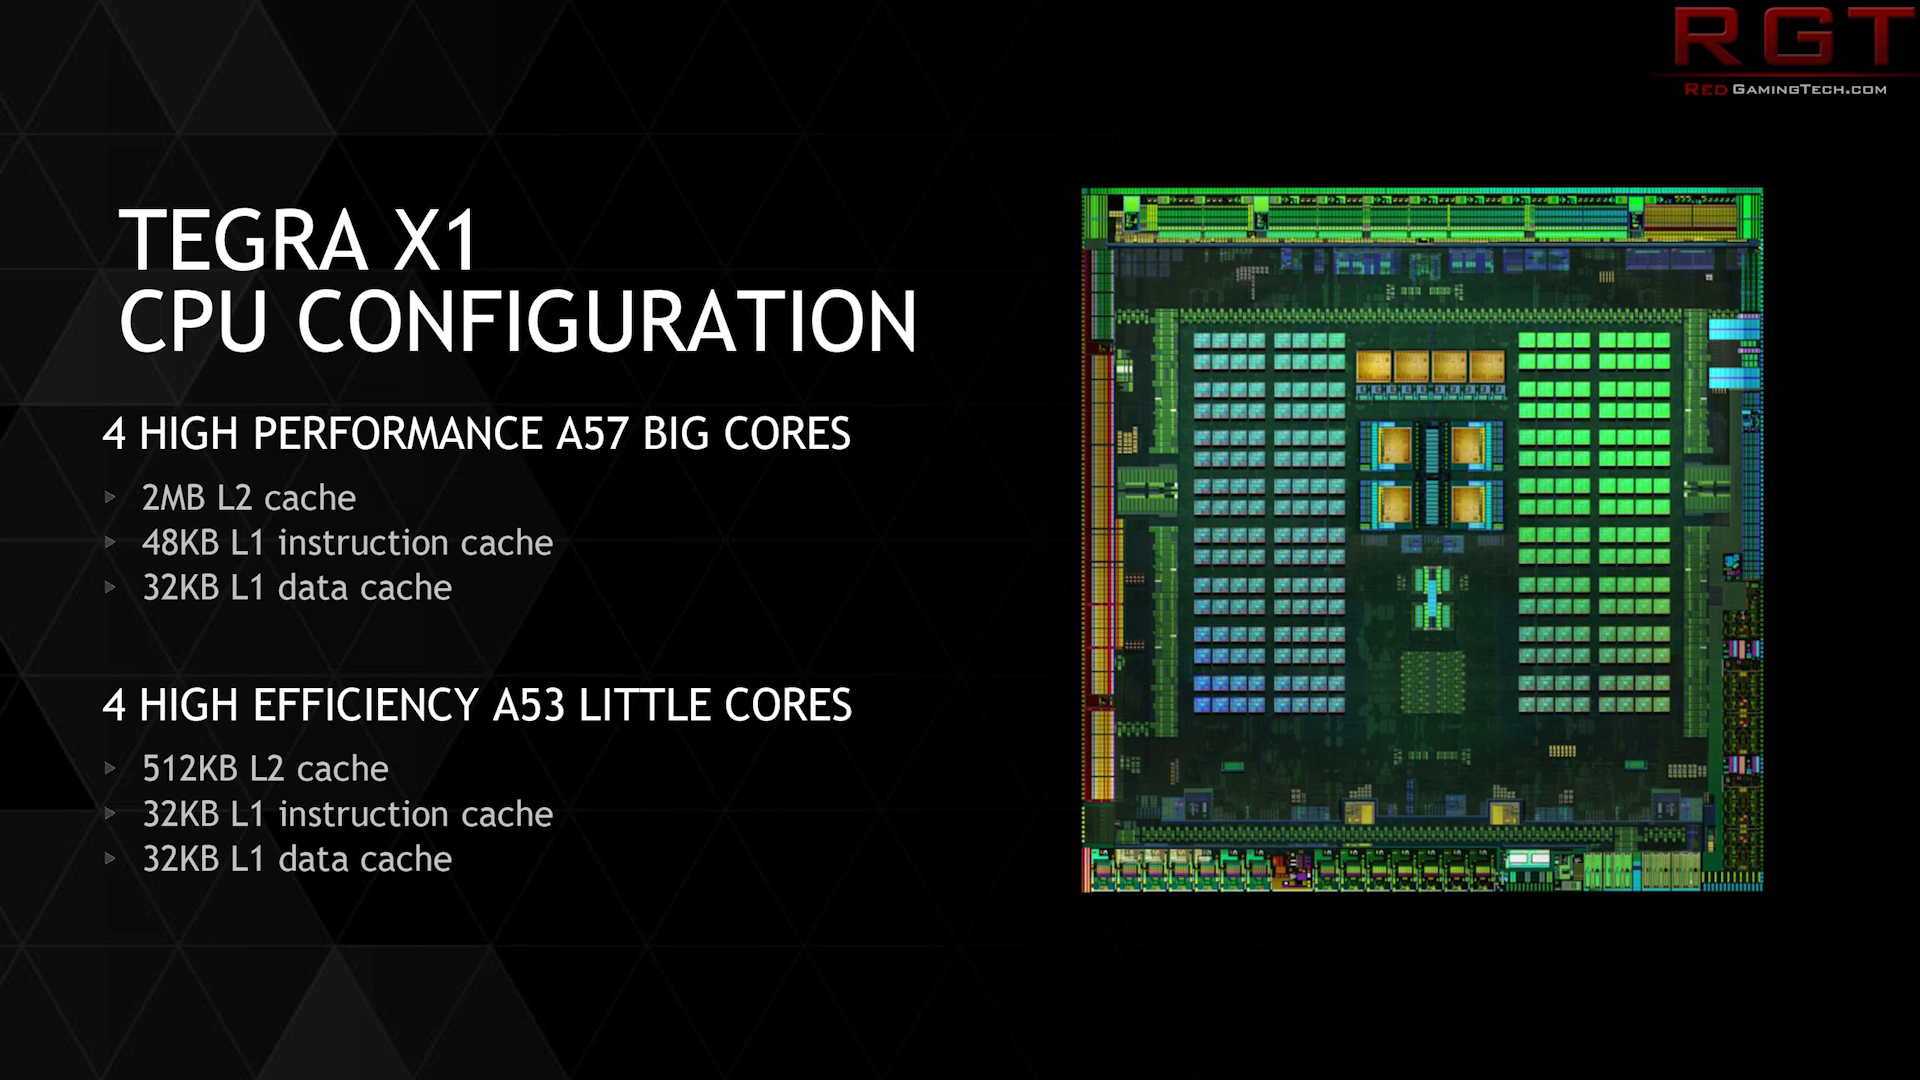 RGT
RED GAMINGTECH.COM
TEGRA X1
CPU CONFIGURATION
4 HIGH PERFORMANCE A57 BIG CORES
2MB L2 cache
48KB L1 instruction cache
32KB L1 data cache
4 HIGH EFFICIENCY A53 LITTLE CORES
512KB L2 cache
32KB L1 instruction cache
32KB L1 data cache